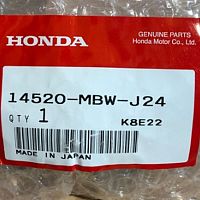 HONDA
GENUINE PARTS
Honda Motor Co., Ltd.
14520-MBW-J24
QTY 1
K8E22
MADE IN JAPAN